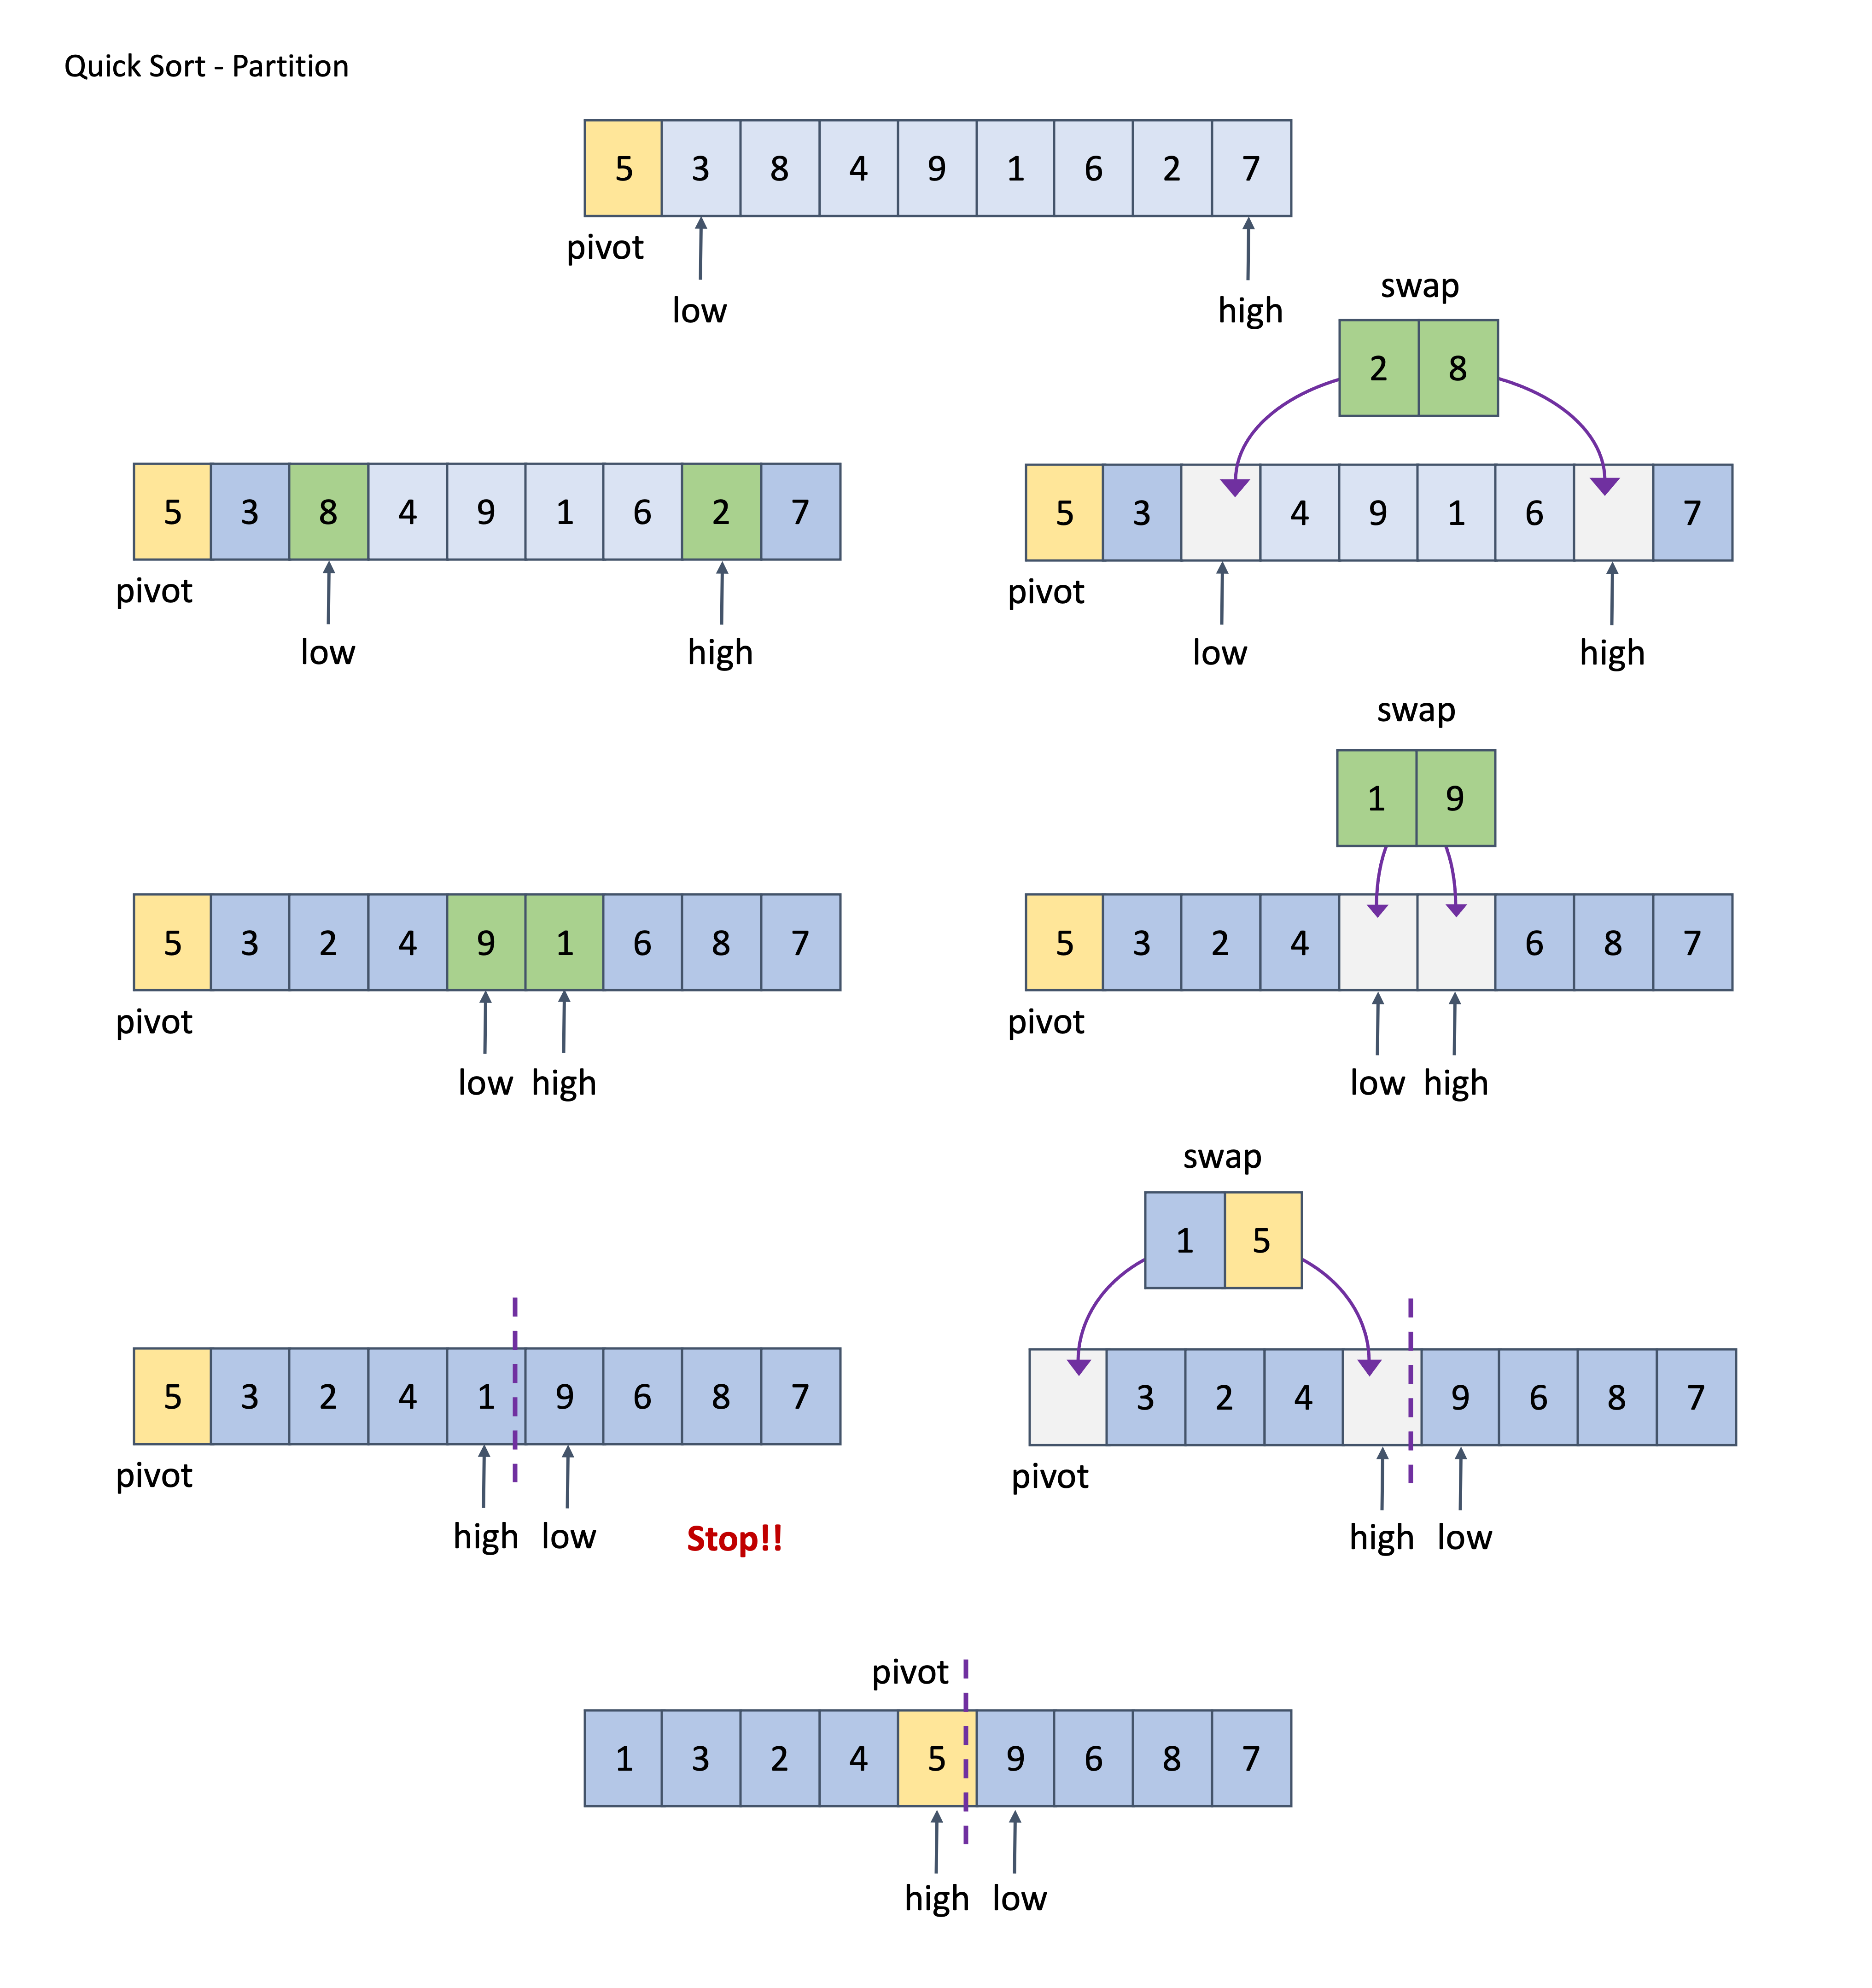 Quick Sort - Partition
5 3 8 4 9 1 6 2 7
pivot
low high
swap
2 8
5 3 8 4 9 1 6 2 7
pivot
low high
5 3 4 9 1 6 7
pivot
low high
swap
1 9
5 3 2 4 9 1 6 8 7
pivot
low high
5 3 2 4 6 8 7
pivot
low high
swap
1 5
5 3 2 4 1 9 6 8 7
pivot
high low
Stop!!
3 2 4 9 6 8 7
pivot
high low
pivot
1 3 2 4 5 9 6 8 7
high low